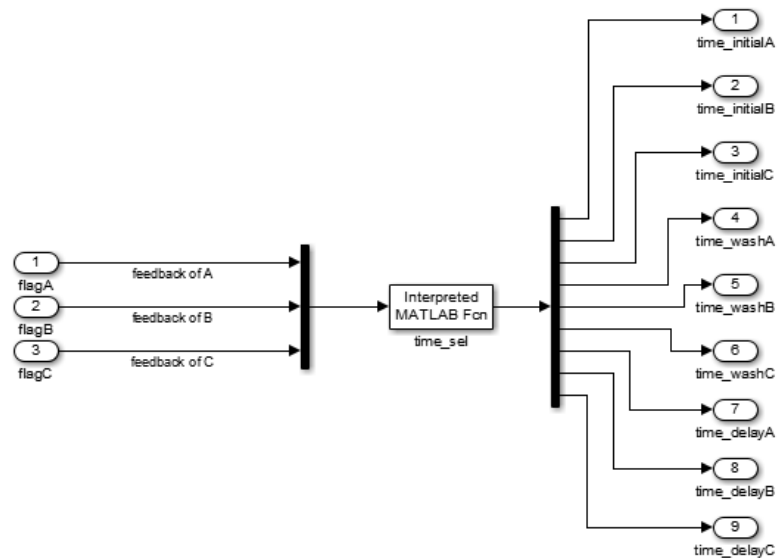 1
time_initialA
2
time_initialB
3
time_initialC
4
time_washA
1
feedback of A
flagA
5
time_washB
Interpreted
MATLAB Fcn
2
feedback of B
flagB
time_sel
6
time_washC
3
feedback of C
flagC
7
time_delayA
8
time_delayB
9
time_delayC